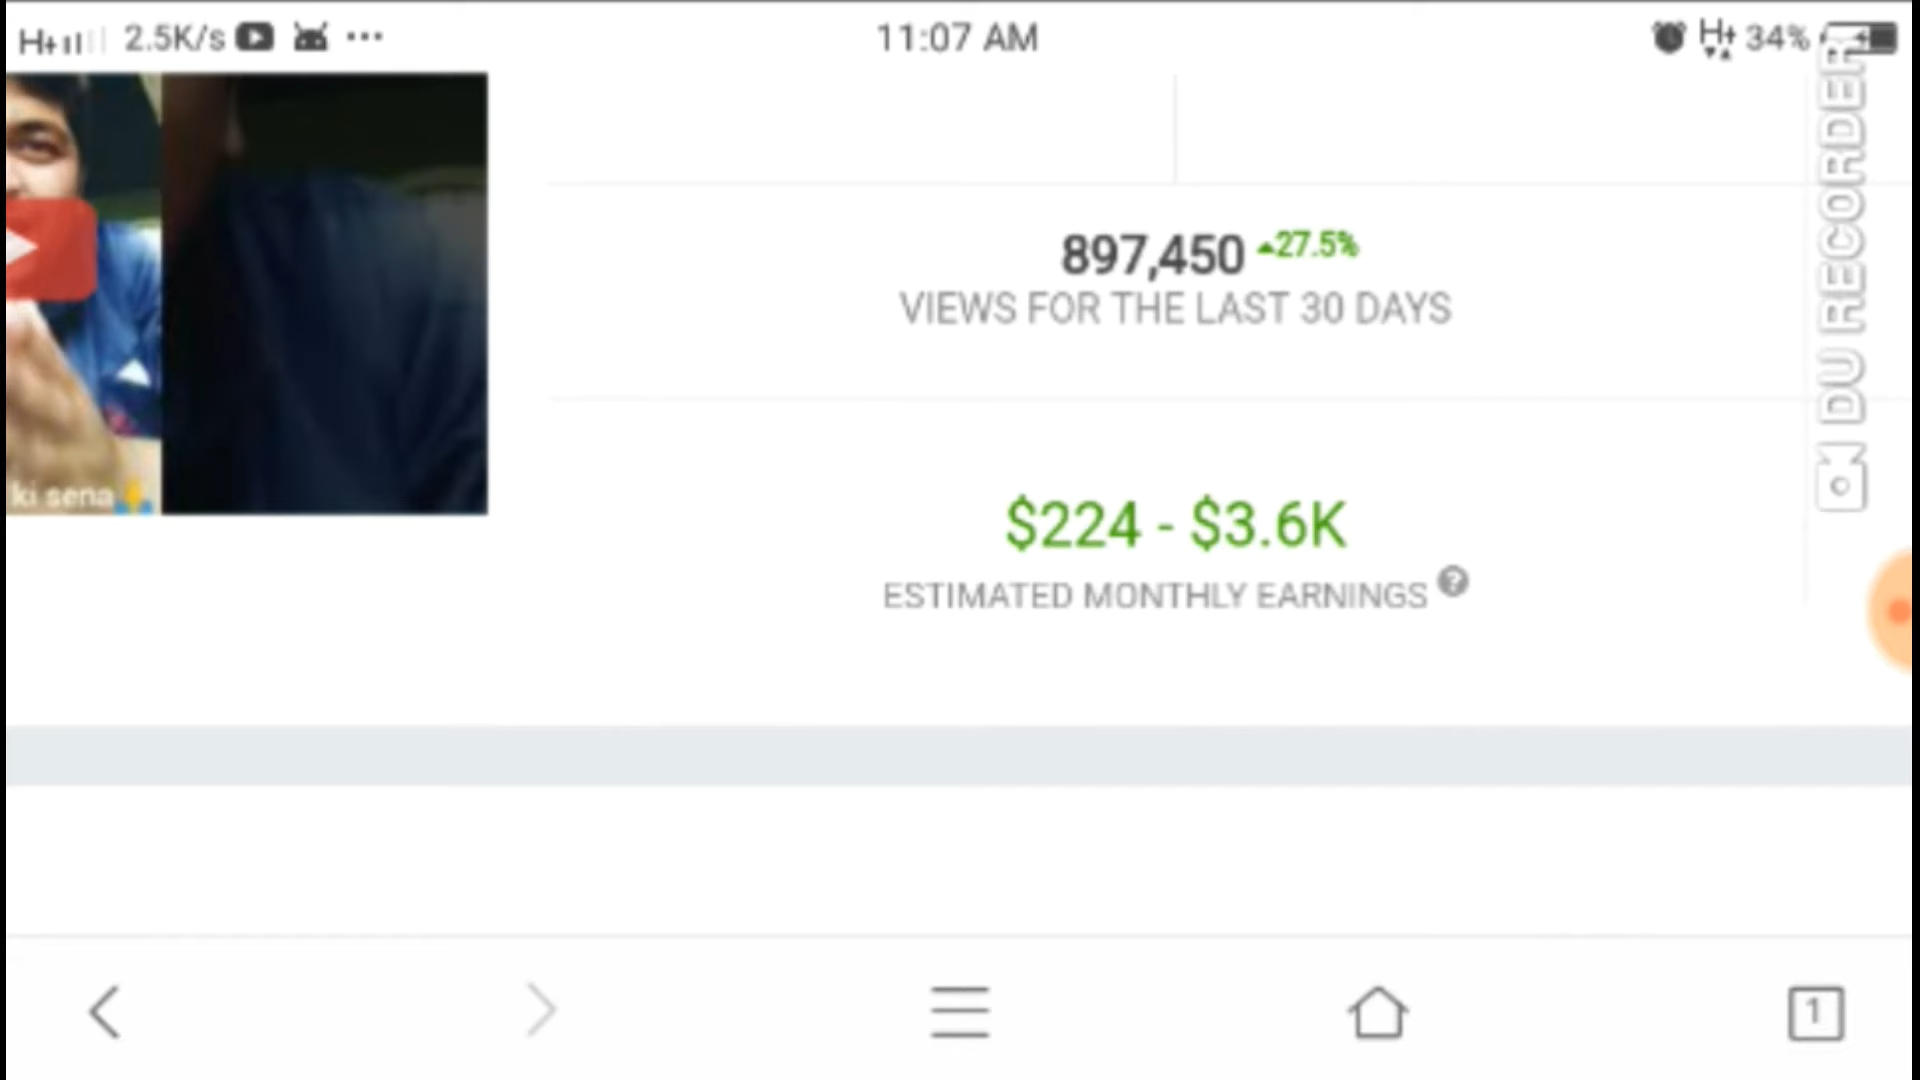 H+ 2.5K/s ... 11:07 AM H+ 34%
897,450 27.5%
VIEWS FOR THE LAST 30 DAYS
ki sena
$224 - $3.6K
ESTIMATED MONTHLY EARNINGS ?
DU RECORDER
1